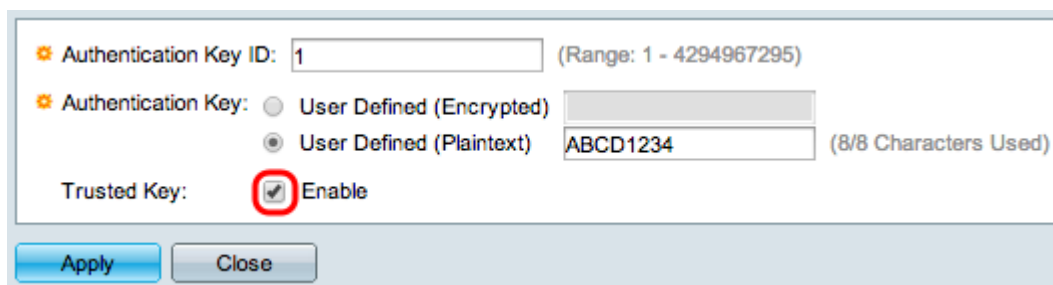 Authentication Key ID: 1 (Range: 1 - 4294967295)
Authentication Key: User Defined (Encrypted)
User Defined (Plaintext) ABCD1234 (8/8 Characters Used)
Trusted Key: Enable
Apply Close